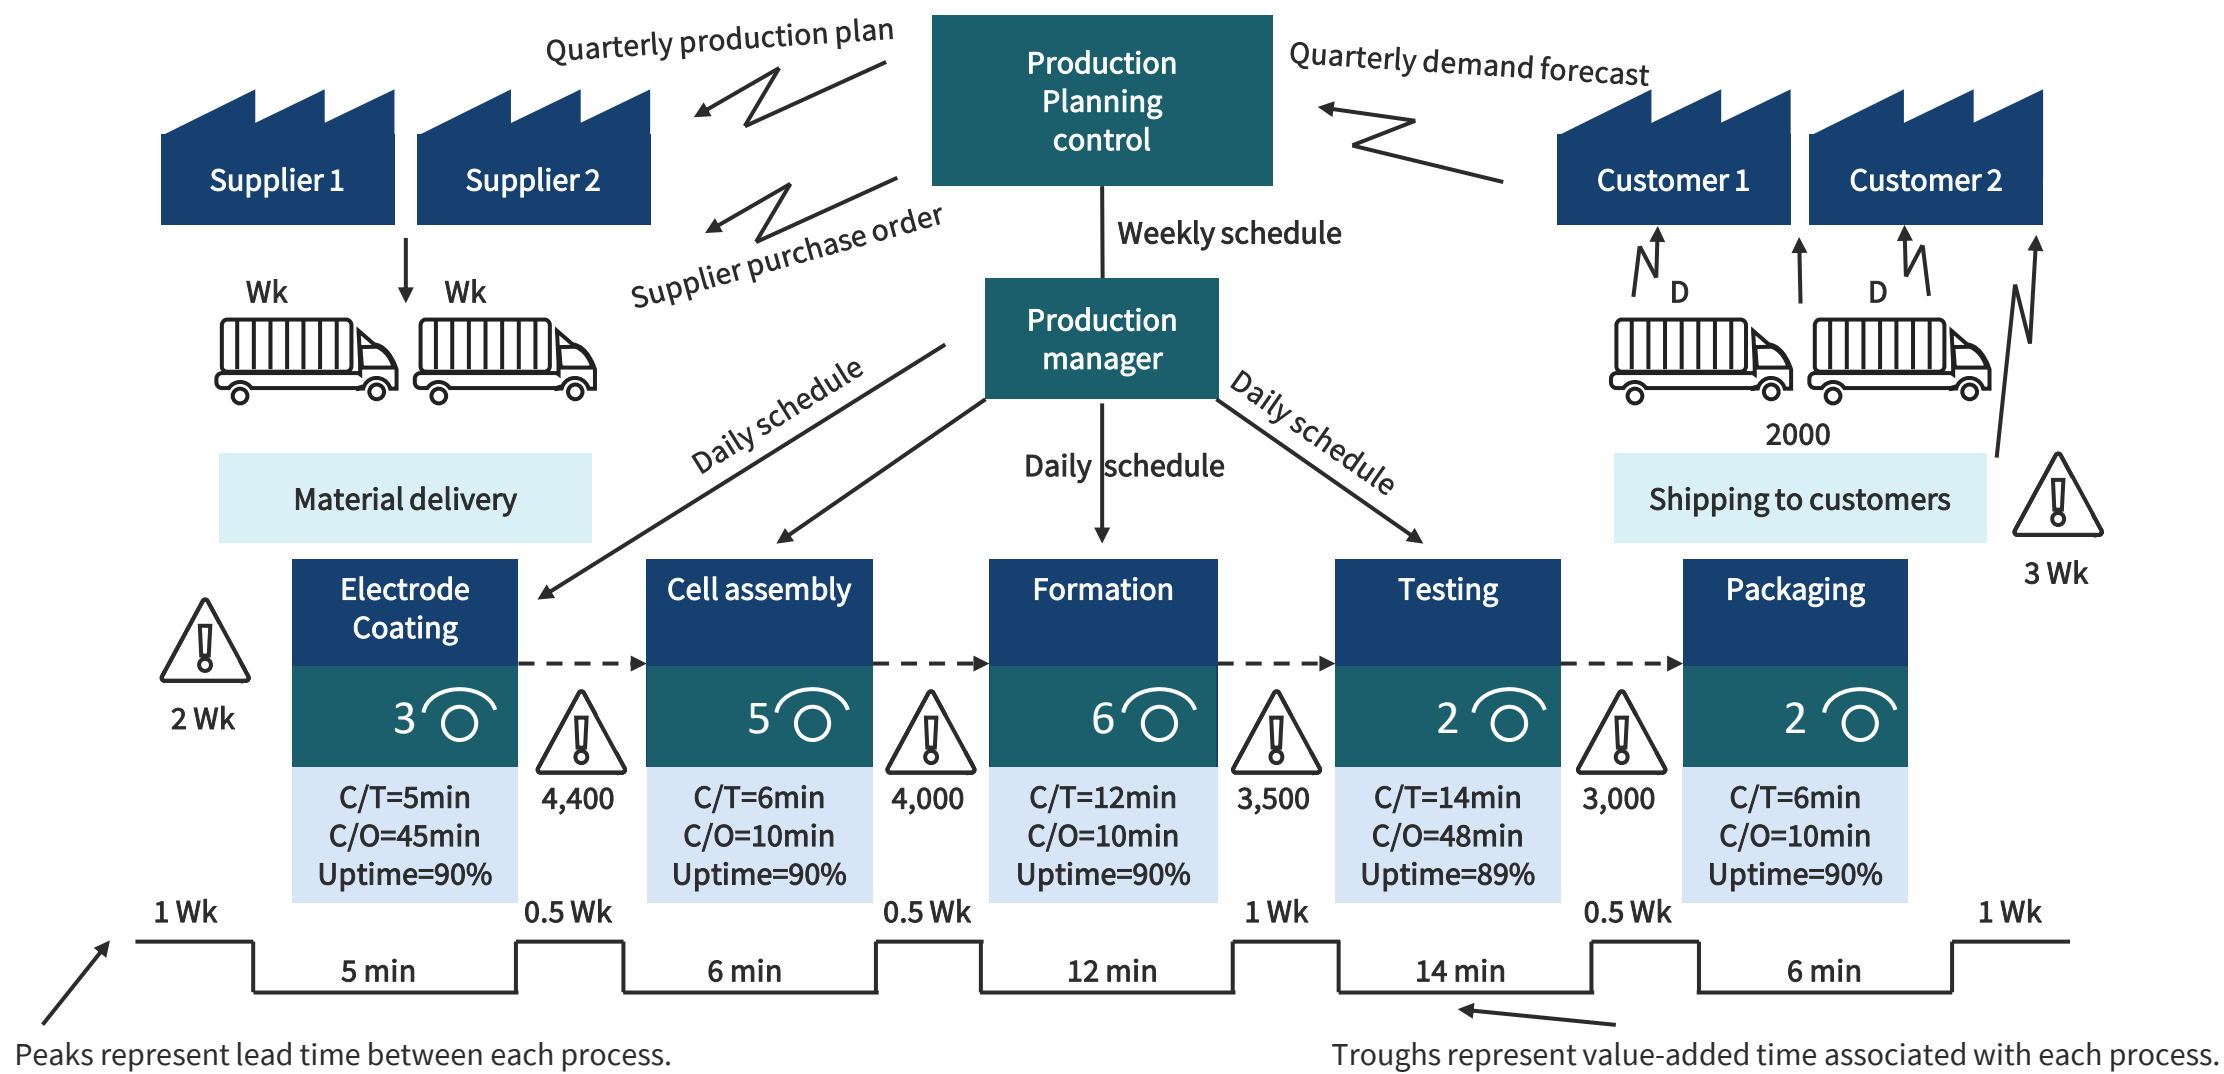 Quarterly production plan
Production
Planning
control
Quarterly demand forecast
Supplier 1
Supplier 2
Customer 1
Customer 2
Supplier purchase order
Weekly schedule
Wk
Wk
D
D
Production
manager
Daily schedule
Daily schedule
Daily schedule
2000
Material delivery
Shipping to customers
3 Wk
2 Wk
Electrode
Coating
3
C/T=5min
C/O=45min
Uptime=90%
4,400
Cell assembly
5
C/T=6min
C/O=10min
Uptime=90%
4,000
Formation
6
C/T=12min
C/O=10min
Uptime=90%
3,500
Testing
2
C/T=14min
C/O=48min
Uptime=89%
3,000
Packaging
2
C/T=6min
C/O=10min
Uptime=90%
1 Wk
0.5 Wk
0.5 Wk
1 Wk
0.5 Wk
1 Wk
5 min
6 min
12 min
14 min
6 min
Peaks represent lead time between each process.
Troughs represent value-added time associated with each process.